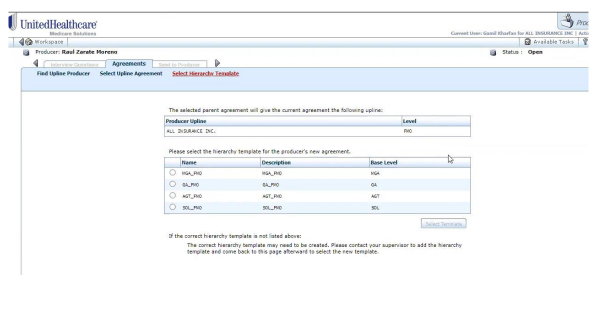 UnitedHealthcare®
Medicare Solutions
Current User: Gamil Kharfan for ALL INSURANCE INC |
Workspace
Available Tasks
Producer: Raul Zarate Moreno
Status: Open
Interview Questions
Agreements
Send to Producer
Find Upline Producer
Select Upline Agreement
Select Hierarchy Template
The selected parent agreement will give the current agreement the following upline:
Producer Upline Level
ALL INSURANCE INC. FMO
Please select the hierarchy template for the producer's new agreement.
Name Description Base Level
MGA_FMO MGA_FMO MGA
GA_FMO GA_FMO GA
AGT_FMO AGT_FMO AGT
SOL_FMO SOL_FMO SOL
Select Template
If the correct hierarchy template is not listed above:
The correct hierarchy template may need to be created. Please contact your supervisor to add the hierarchy
template and come back to this page afterward to select the new template.